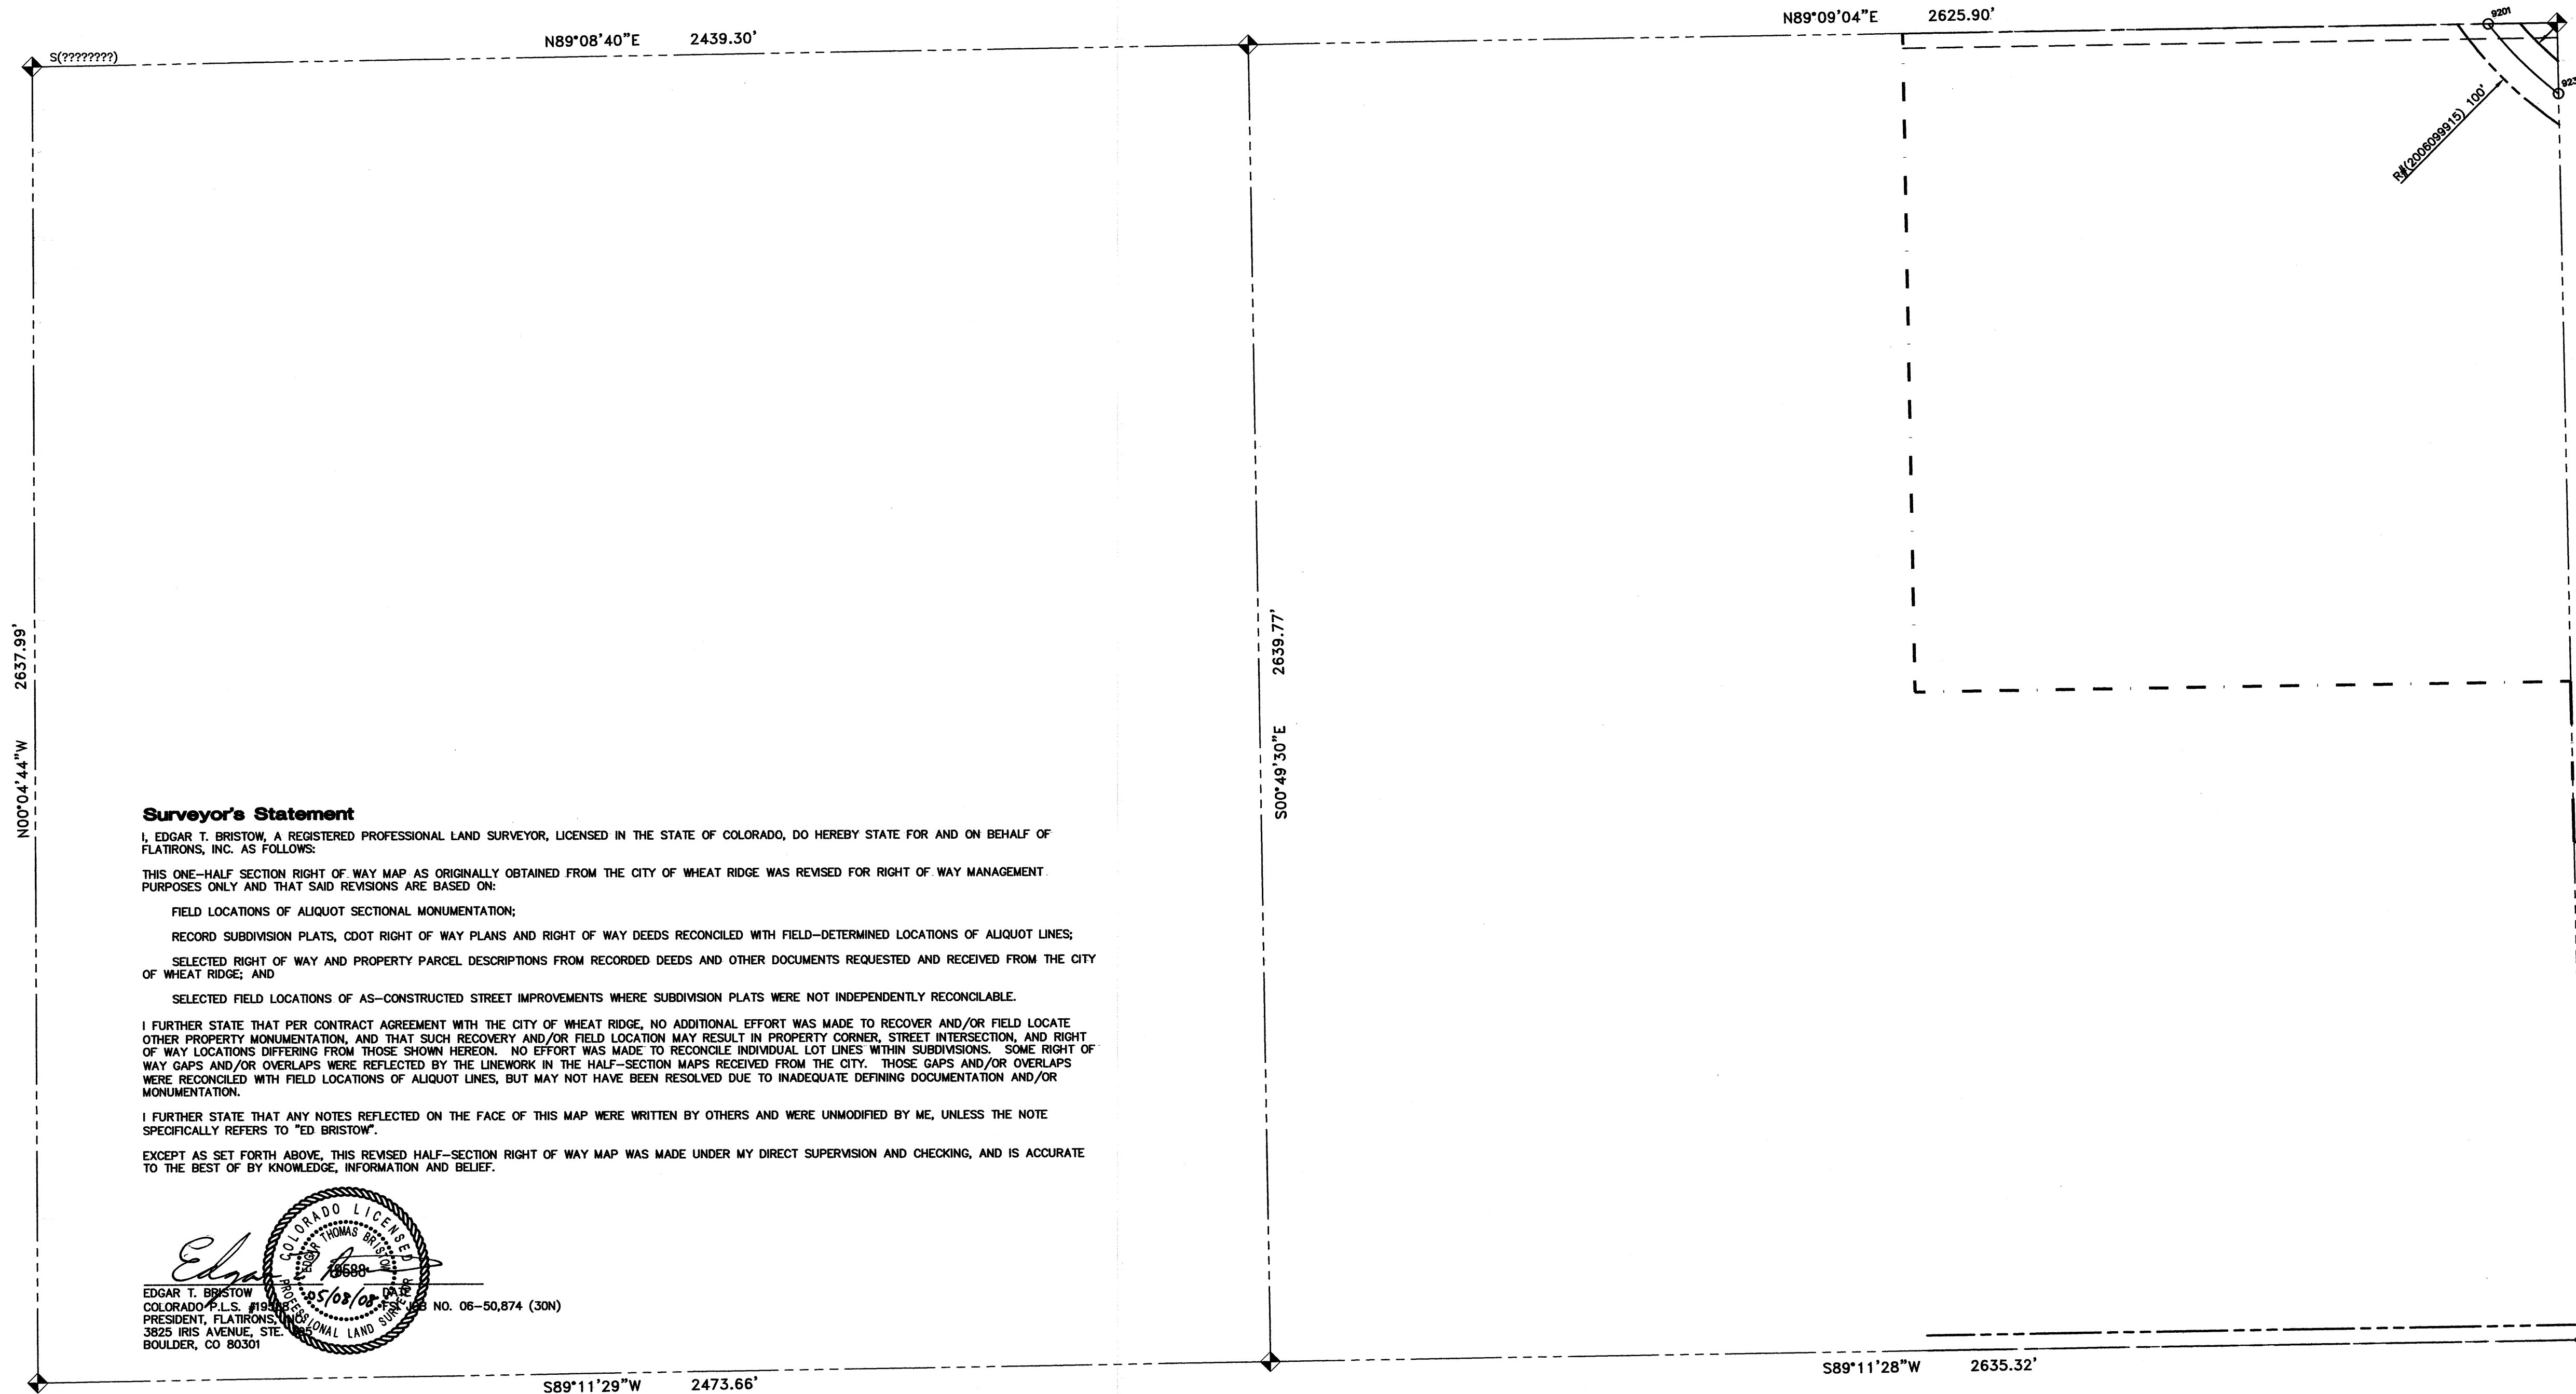 N89°09'04"E 2625.90'
N89°08'40"E 2439.30'
S(????????)
9201
R#(2006099915) 100'
2637.99'
N00°04'44"W
2639.77'
S00°49'30"E
Surveyor's Statement
I, EDGAR T. BRISTOW, A REGISTERED PROFESSIONAL LAND SURVEYOR, LICENSED IN THE STATE OF COLORADO, DO HEREBY STATE FOR AND ON BEHALF OF
FLATIRONS, INC. AS FOLLOWS:
THIS ONE-HALF SECTION RIGHT OF WAY MAP AS ORIGINALLY OBTAINED FROM THE CITY OF WHEAT RIDGE WAS REVISED FOR RIGHT OF WAY MANAGEMENT
PURPOSES ONLY AND THAT SAID REVISIONS ARE BASED ON:
FIELD LOCATIONS OF ALIQUOT SECTIONAL MONUMENTATION;
RECORD SUBDIVISION PLATS, CDOT RIGHT OF WAY PLANS AND RIGHT OF WAY DEEDS RECONCILED WITH FIELD-DETERMINED LOCATIONS OF ALIQUOT LINES;
SELECTED RIGHT OF WAY AND PROPERTY PARCEL DESCRIPTIONS FROM RECORDED DEEDS AND OTHER DOCUMENTS REQUESTED AND RECEIVED FROM THE CITY
OF WHEAT RIDGE; AND
SELECTED FIELD LOCATIONS OF AS-CONSTRUCTED STREET IMPROVEMENTS WHERE SUBDIVISION PLATS WERE NOT INDEPENDENTLY RECONCILABLE.
I FURTHER STATE THAT PER CONTRACT AGREEMENT WITH THE CITY OF WHEAT RIDGE, NO ADDITIONAL EFFORT WAS MADE TO RECOVER AND/OR FIELD LOCATE
OTHER PROPERTY MONUMENTATION, AND THAT SUCH RECOVERY AND/OR FIELD LOCATION MAY RESULT IN PROPERTY CORNER, STREET INTERSECTION, AND RIGHT
OF WAY LOCATIONS DIFFERING FROM THOSE SHOWN HEREON. NO EFFORT WAS MADE TO RECONCILE INDIVIDUAL LOT LINES WITHIN SUBDIVISIONS. SOME RIGHT OF
WAY GAPS AND/OR OVERLAPS WERE REFLECTED BY THE LINEWORK IN THE HALF-SECTION MAPS RECEIVED FROM THE CITY. THOSE GAPS AND/OR OVERLAPS
WERE RECONCILED WITH FIELD LOCATIONS OF ALIQUOT LINES, BUT MAY NOT HAVE BEEN RESOLVED DUE TO INADEQUATE DEFINING DOCUMENTATION AND/OR
MONUMENTATION.
I FURTHER STATE THAT ANY NOTES REFLECTED ON THE FACE OF THIS MAP WERE WRITTEN BY OTHERS AND WERE UNMODIFIED BY ME, UNLESS THE NOTE
SPECIFICALLY REFERS TO "ED BRISTOW".
EXCEPT AS SET FORTH ABOVE, THIS REVISED HALF-SECTION RIGHT OF WAY MAP WAS MADE UNDER MY DIRECT SUPERVISION AND CHECKING, AND IS ACCURATE
TO THE BEST OF BY KNOWLEDGE, INFORMATION AND BELIEF.
COLORADO LICENSED
EDGAR THOMAS BRISTOW
19588
05/08/08
PROFESSIONAL LAND SURVEYOR
Edgar
EDGAR T. BRISTOW DATE
COLORADO P.L.S. #19588 FSI JOB NO. 06-50,874 (30N)
PRESIDENT, FLATIRONS, INC.
3825 IRIS AVENUE, STE.
BOULDER, CO 80301
S89°11'29"W 2473.66'
S89°11'28"W 2635.32'